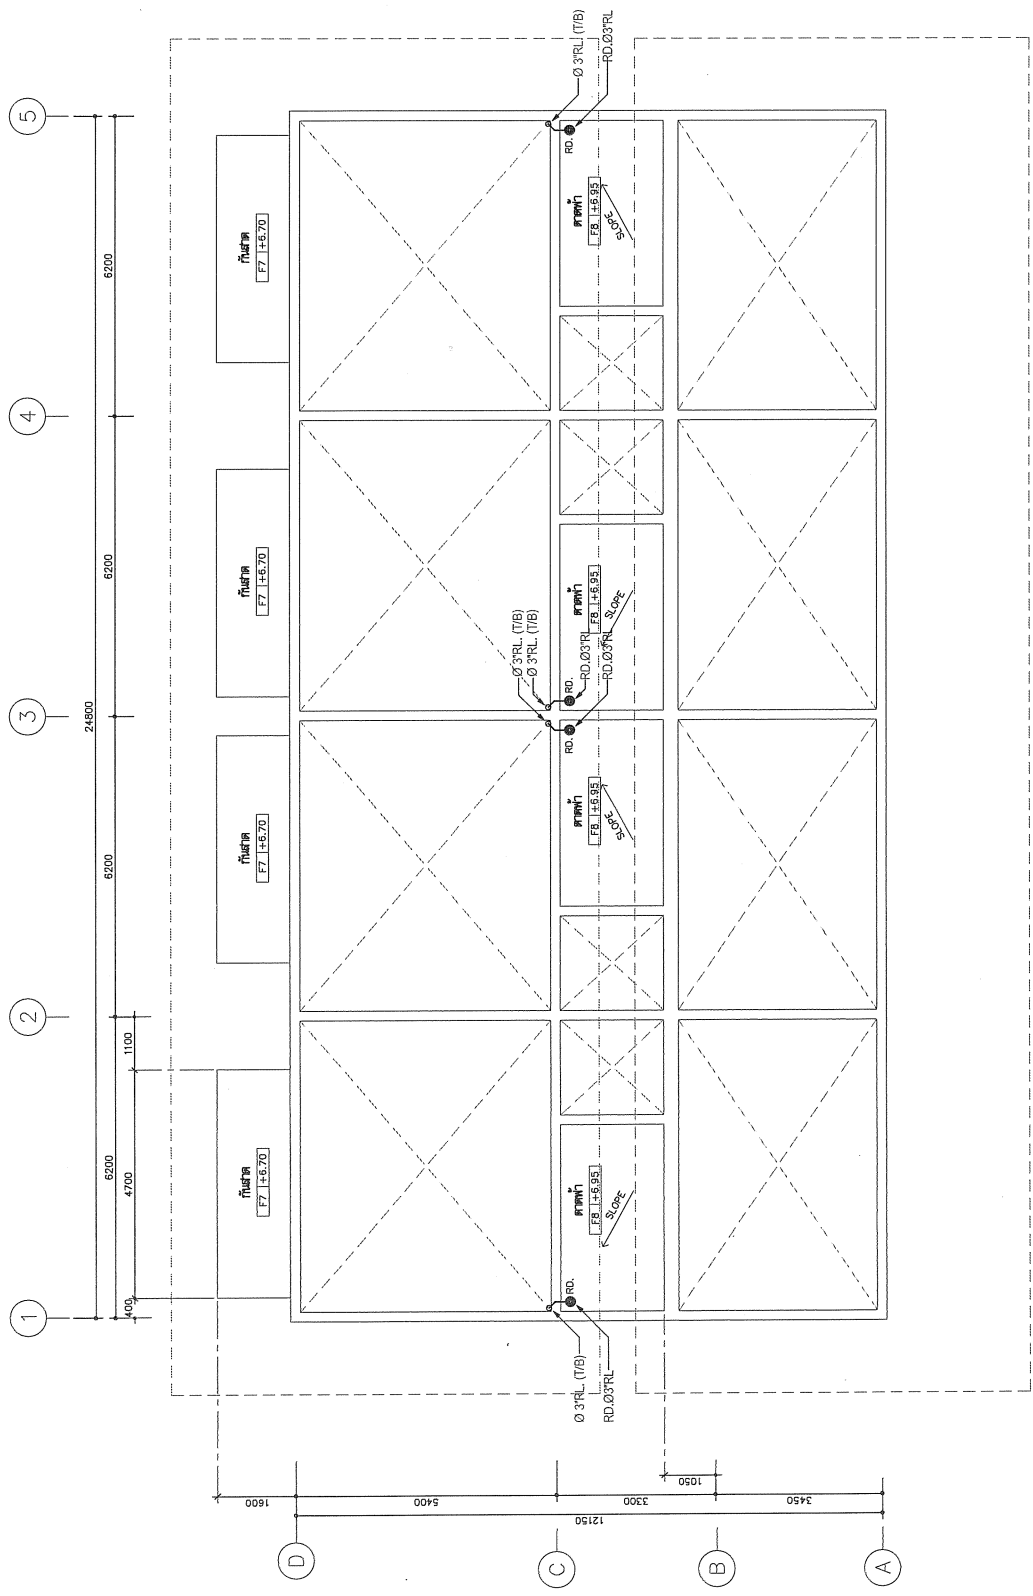 1
2
3
4
5
24800
6200
6200
6200
6200
400
4700
1100
กันสาด
F7 +6.70
กันสาด
F7 +6.70
กันสาด
F7 +6.70
กันสาด
F7 +6.70
D
C
B
A
1600
5400
3300
3450
1050
12150
Ø 3"RL. (T/B)
RD.Ø3"RL
RD.
ดาดฟ้า
F8 +6.95
SLOPE
ดาดฟ้า
F8 +6.95
SLOPE
RD.
Ø 3"RL. (T/B)
Ø 3"RL. (T/B)
RD.Ø3"RL
RD.Ø3"RL
RD.
ดาดฟ้า
F8 +6.95
SLOPE
ดาดฟ้า
F8 +6.95
SLOPE
RD.
Ø 3"RL. (T/B)
RD.Ø3"RL